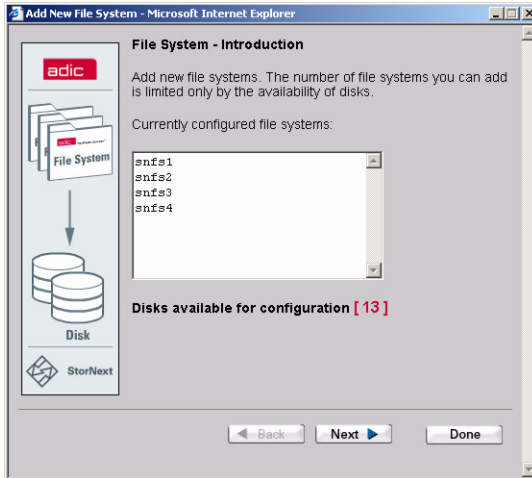 Add New File System - Microsoft Internet Explorer
adic
File System
Disk
StorNext
File System - Introduction
Add new file systems. The number of file systems you can add
is limited only by the availability of disks.
Currently configured file systems:
snfs1
snfs2
snfs3
snfs4
Disks available for configuration [ 13 ]
Back
Next
Done